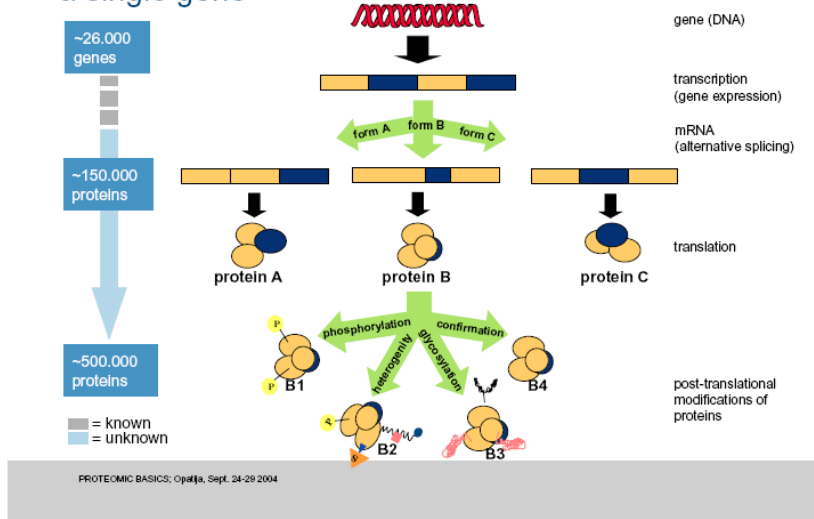 a single gene
~26.000
genes
gene (DNA)
transcription
(gene expression)
form A
form B
form C
mRNA
(alternative splicing)
~150.000
proteins
translation
protein A
protein B
protein C
phosphorylation
confirmation
heterogenity
glycosylation
P
P
B1
B4
~500.000
proteins
P
B2
B3
post-translational
modifications of
proteins
= known
= unknown
PROTEOMIC BASICS; Opatija, Sept. 24-29 2004